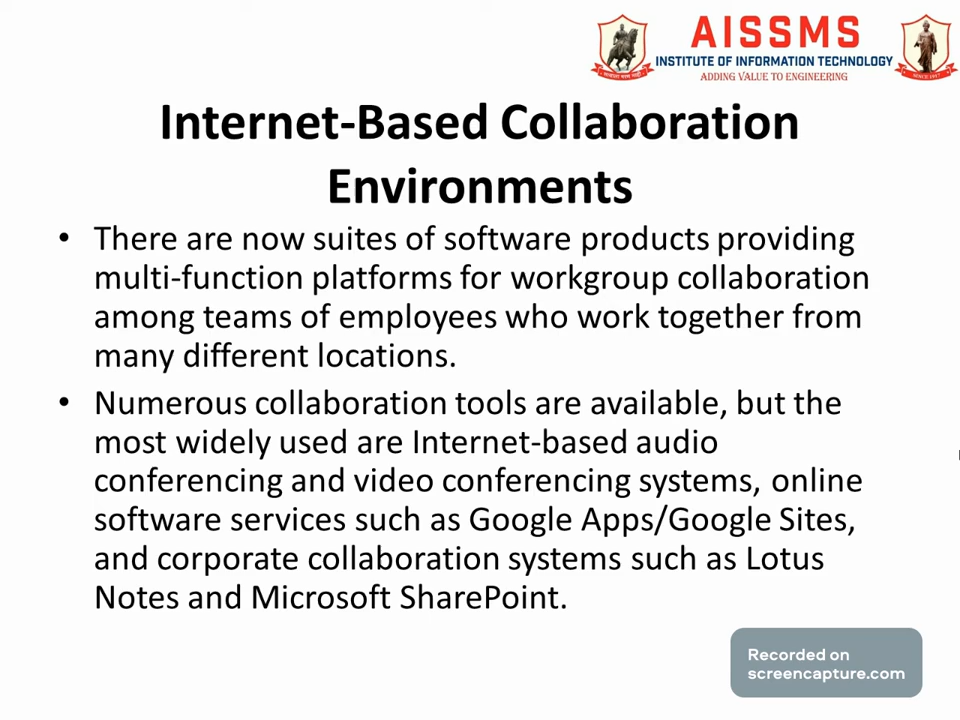 AISSMS
INSTITUTE OF INFORMATION TECHNOLOGY
ADDING VALUE TO ENGINEERING
Internet-Based Collaboration
Environments
• There are now suites of software products providing
multi-function platforms for workgroup collaboration
among teams of employees who work together from
many different locations.
• Numerous collaboration tools are available, but the
most widely used are Internet-based audio
conferencing and video conferencing systems, online
software services such as Google Apps/Google Sites,
and corporate collaboration systems such as Lotus
Notes and Microsoft SharePoint.
Recorded on
screencapture.com